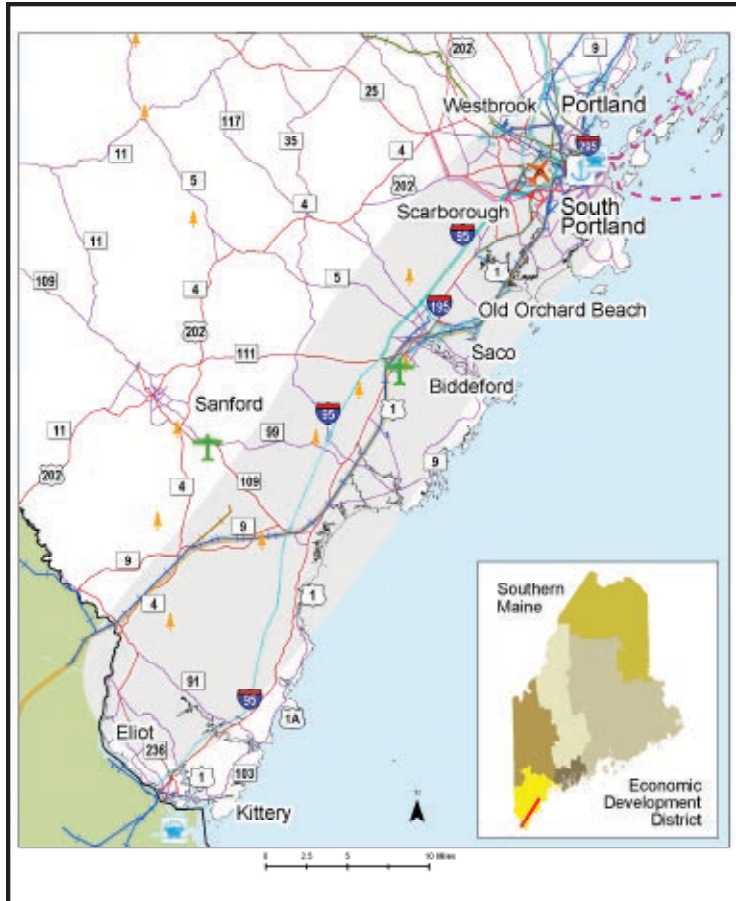 202
9
25
Westbrook
Portland
117
35
11
4
295
5
202
4
Scarborough
South
Portland
11
95
109
5
1
4
195
Old Orchard Beach
202
Saco
111
Biddeford
Sanford
95
1
11
99
9
202
109
4
9
9
1
4
91
95
1A
Eliot
236
1
103
Kittery
Southern
Maine
Economic
Development
District
0 2.5 5 10 Miles